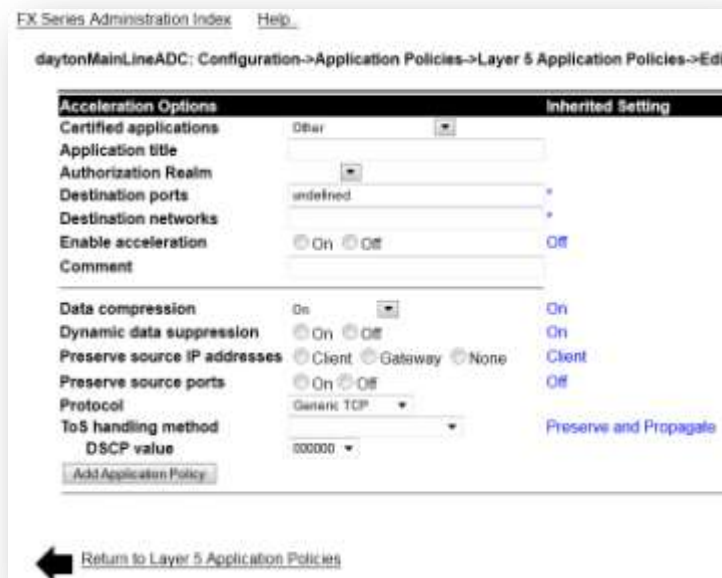 FX Series Administration Index Help...
daytonMainLineADC: Configuration->Application Policies->Layer 5 Application Policies->Edi
Acceleration Options Inherited Setting
Certified applications Other
Application title
Authorization Realm
Destination ports undefined *
Destination networks *
Enable acceleration On Off Off
Comment
Data compression On On
Dynamic data suppression On Off On
Preserve source IP addresses Client Gateway None Client
Preserve source ports On Off Off
Protocol Generic TCP
ToS handling method Preserve and Propagate
DSCP value 000000
Add Application Policy
Return to Layer 5 Application Policies